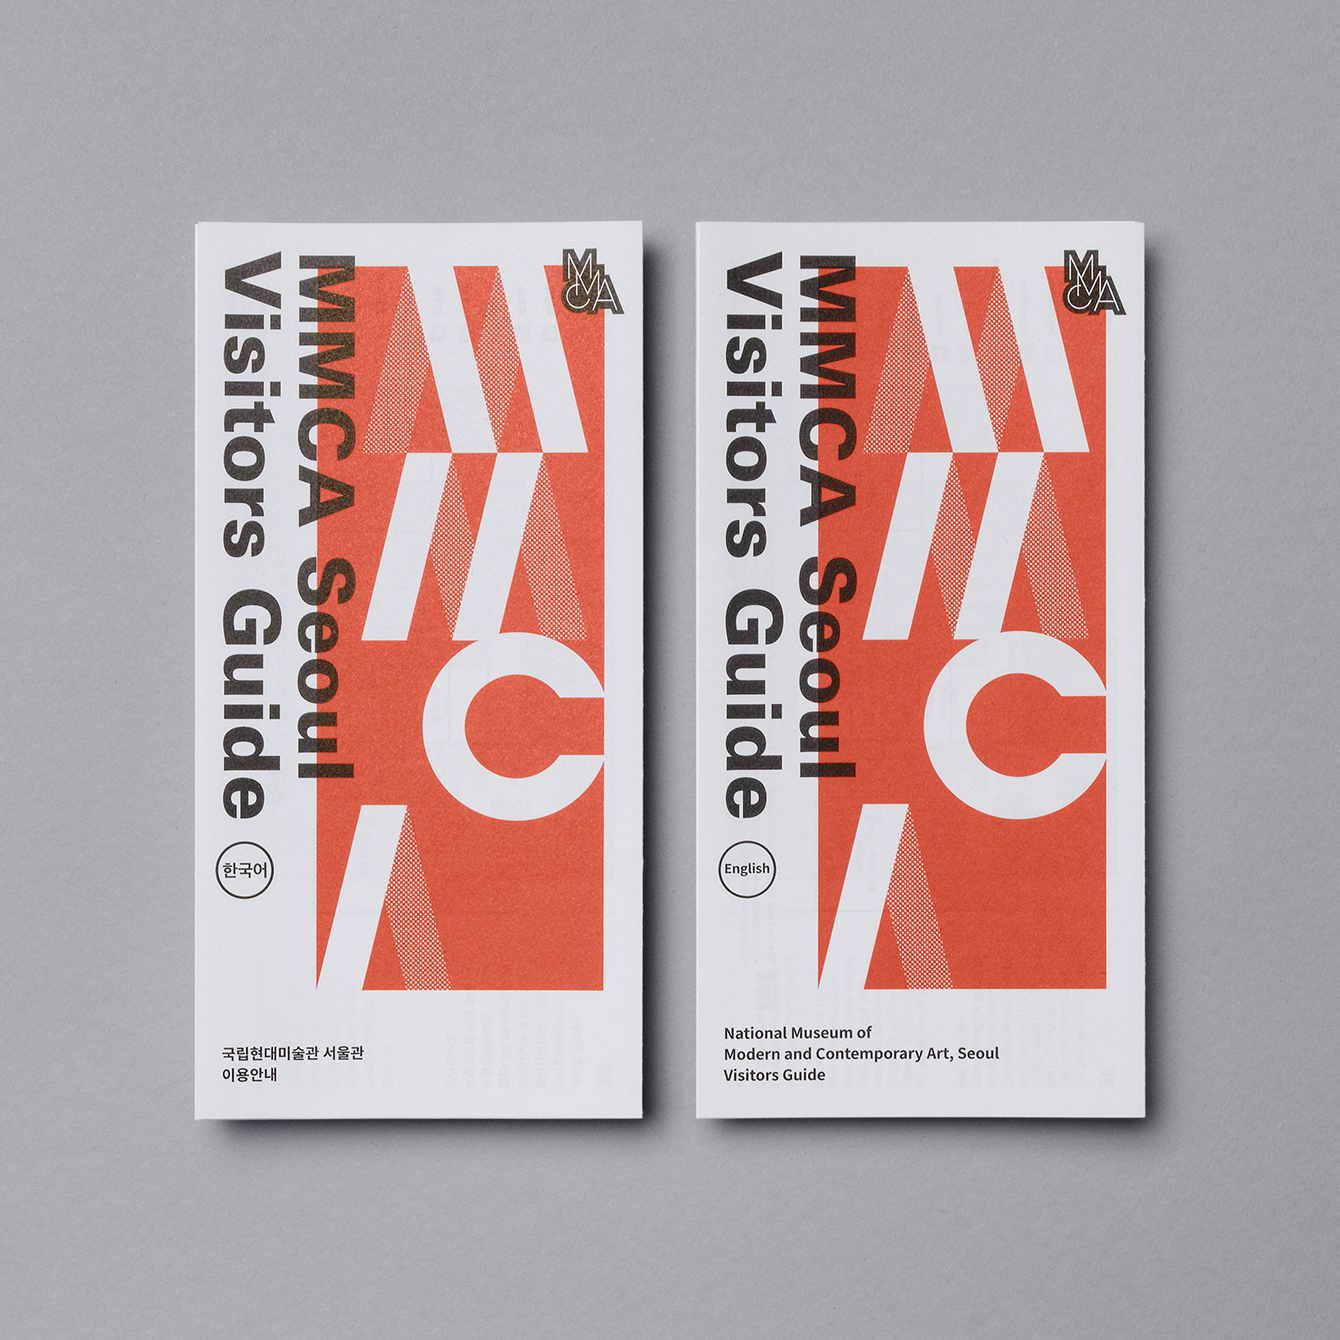 MMCA Seoul
Visitors Guide
한국어
MMCA
M
M
C
A
국립현대미술관 서울관
이용안내
MMCA Seoul
Visitors Guide
English
MMCA
M
M
C
A
National Museum of
Modern and Contemporary Art, Seoul
Visitors Guide